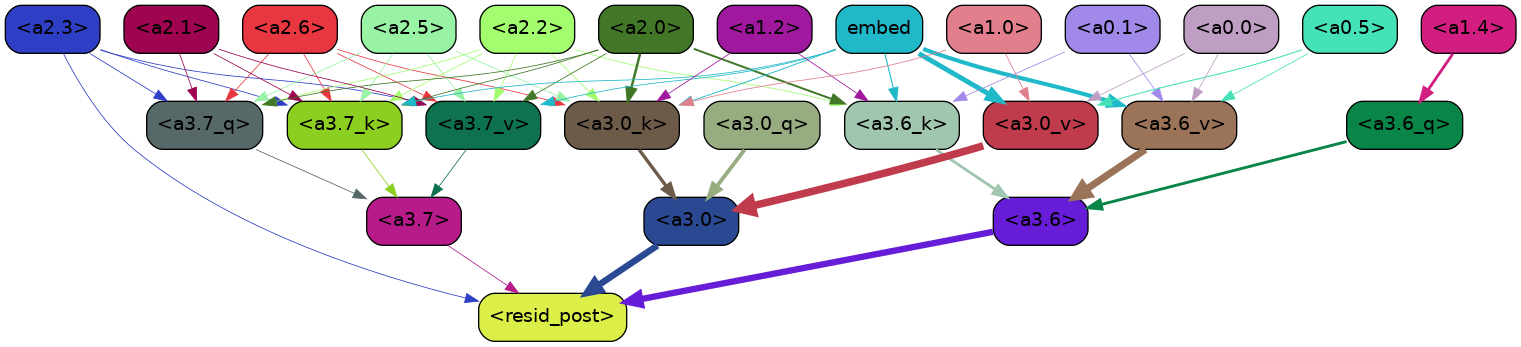 <a2.3> <a2.1> <a2.6> <a2.5> <a2.2> <a2.0> <a1.2> embed <a1.0> <a0.1> <a0.0> <a0.5> <a1.4>
<a3.7_q> <a3.7_k> <a3.7_v> <a3.0_k> <a3.0_q> <a3.6_k> <a3.0_v> <a3.6_v> <a3.6_q>
<a3.7> <a3.0> <a3.6>
<resid_post>